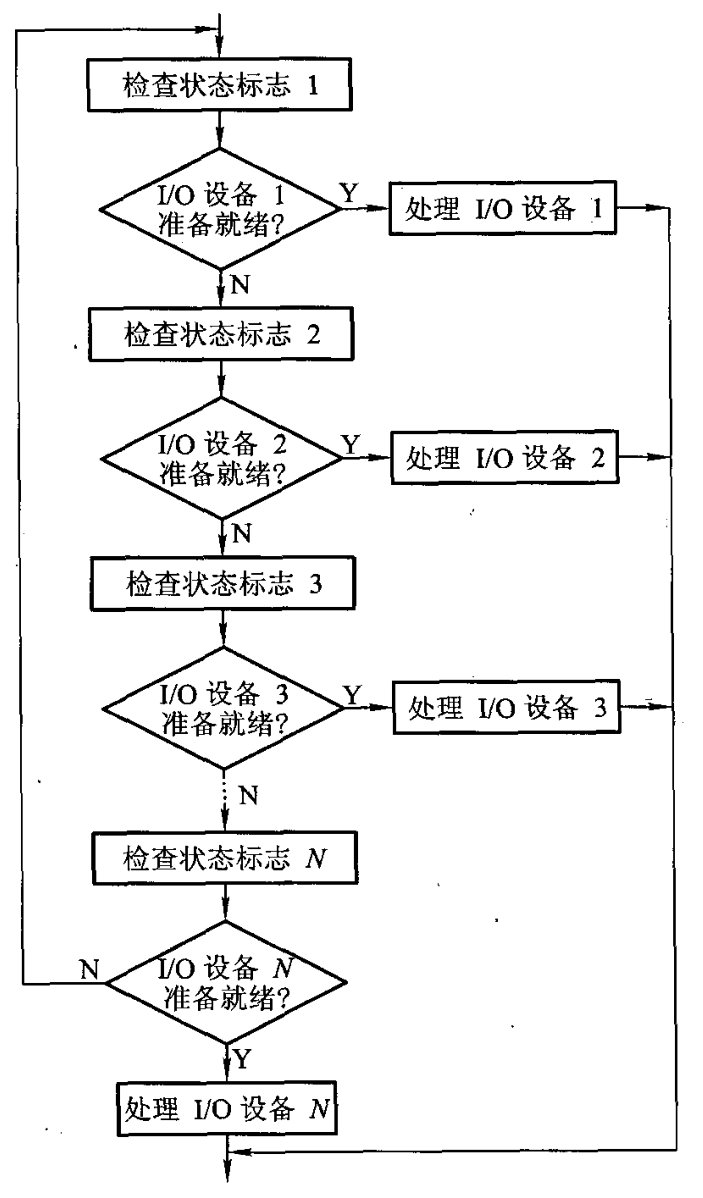 检查状态标志 1
I/O 设备 1
准备就绪?
Y
处理 I/O 设备 1
N
检查状态标志 2
I/O 设备 2
准备就绪?
Y
处理 I/O 设备 2
N
检查状态标志 3
I/O 设备 3
准备就绪?
Y
处理 I/O 设备 3
N
检查状态标志 N
N
I/O 设备 N
准备就绪?
Y
处理 I/O 设备 N